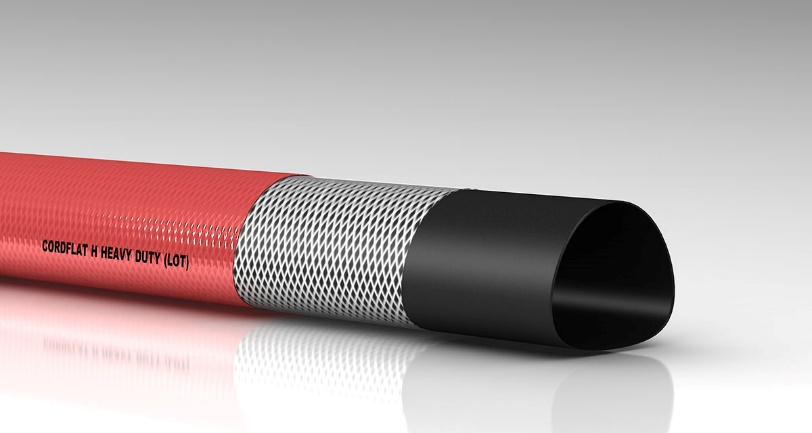 CORDFLAT H HEAVY DUTY (LOT)